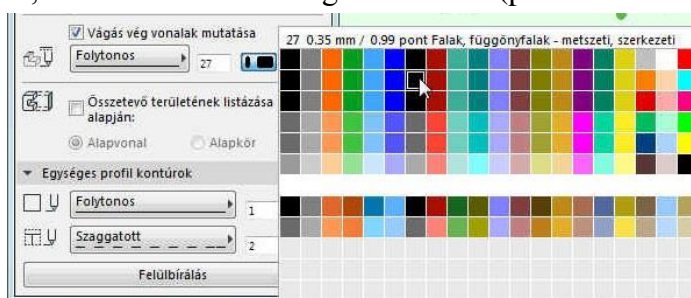 Vágás vég vonalak mutatása
Folytonos
27
27 0.35 mm / 0.99 pont Falak, függönyfalak - metszeti, szerkezeti
Összetevő területének listázása
alapján:
Alapvonal Alapkör
Egységes profil kontúrok
Folytonos
1
Szaggatott
2
Felülbírálás